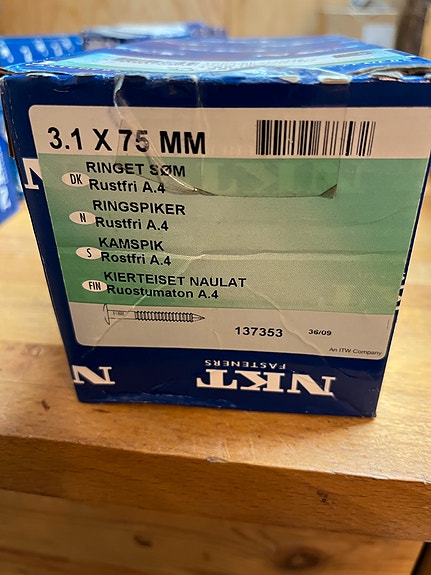 3.1 X 75 MM
DK RINGET SØM
Rustfri A.4
N RINGSPIKER
Rustfri A.4
S KAMSPIK
Rostfri A.4
FIN KIERTEISET NAULAT
Ruostumaton A.4
137353 36/09
An ITW Company
NKT
FASTENERS
N